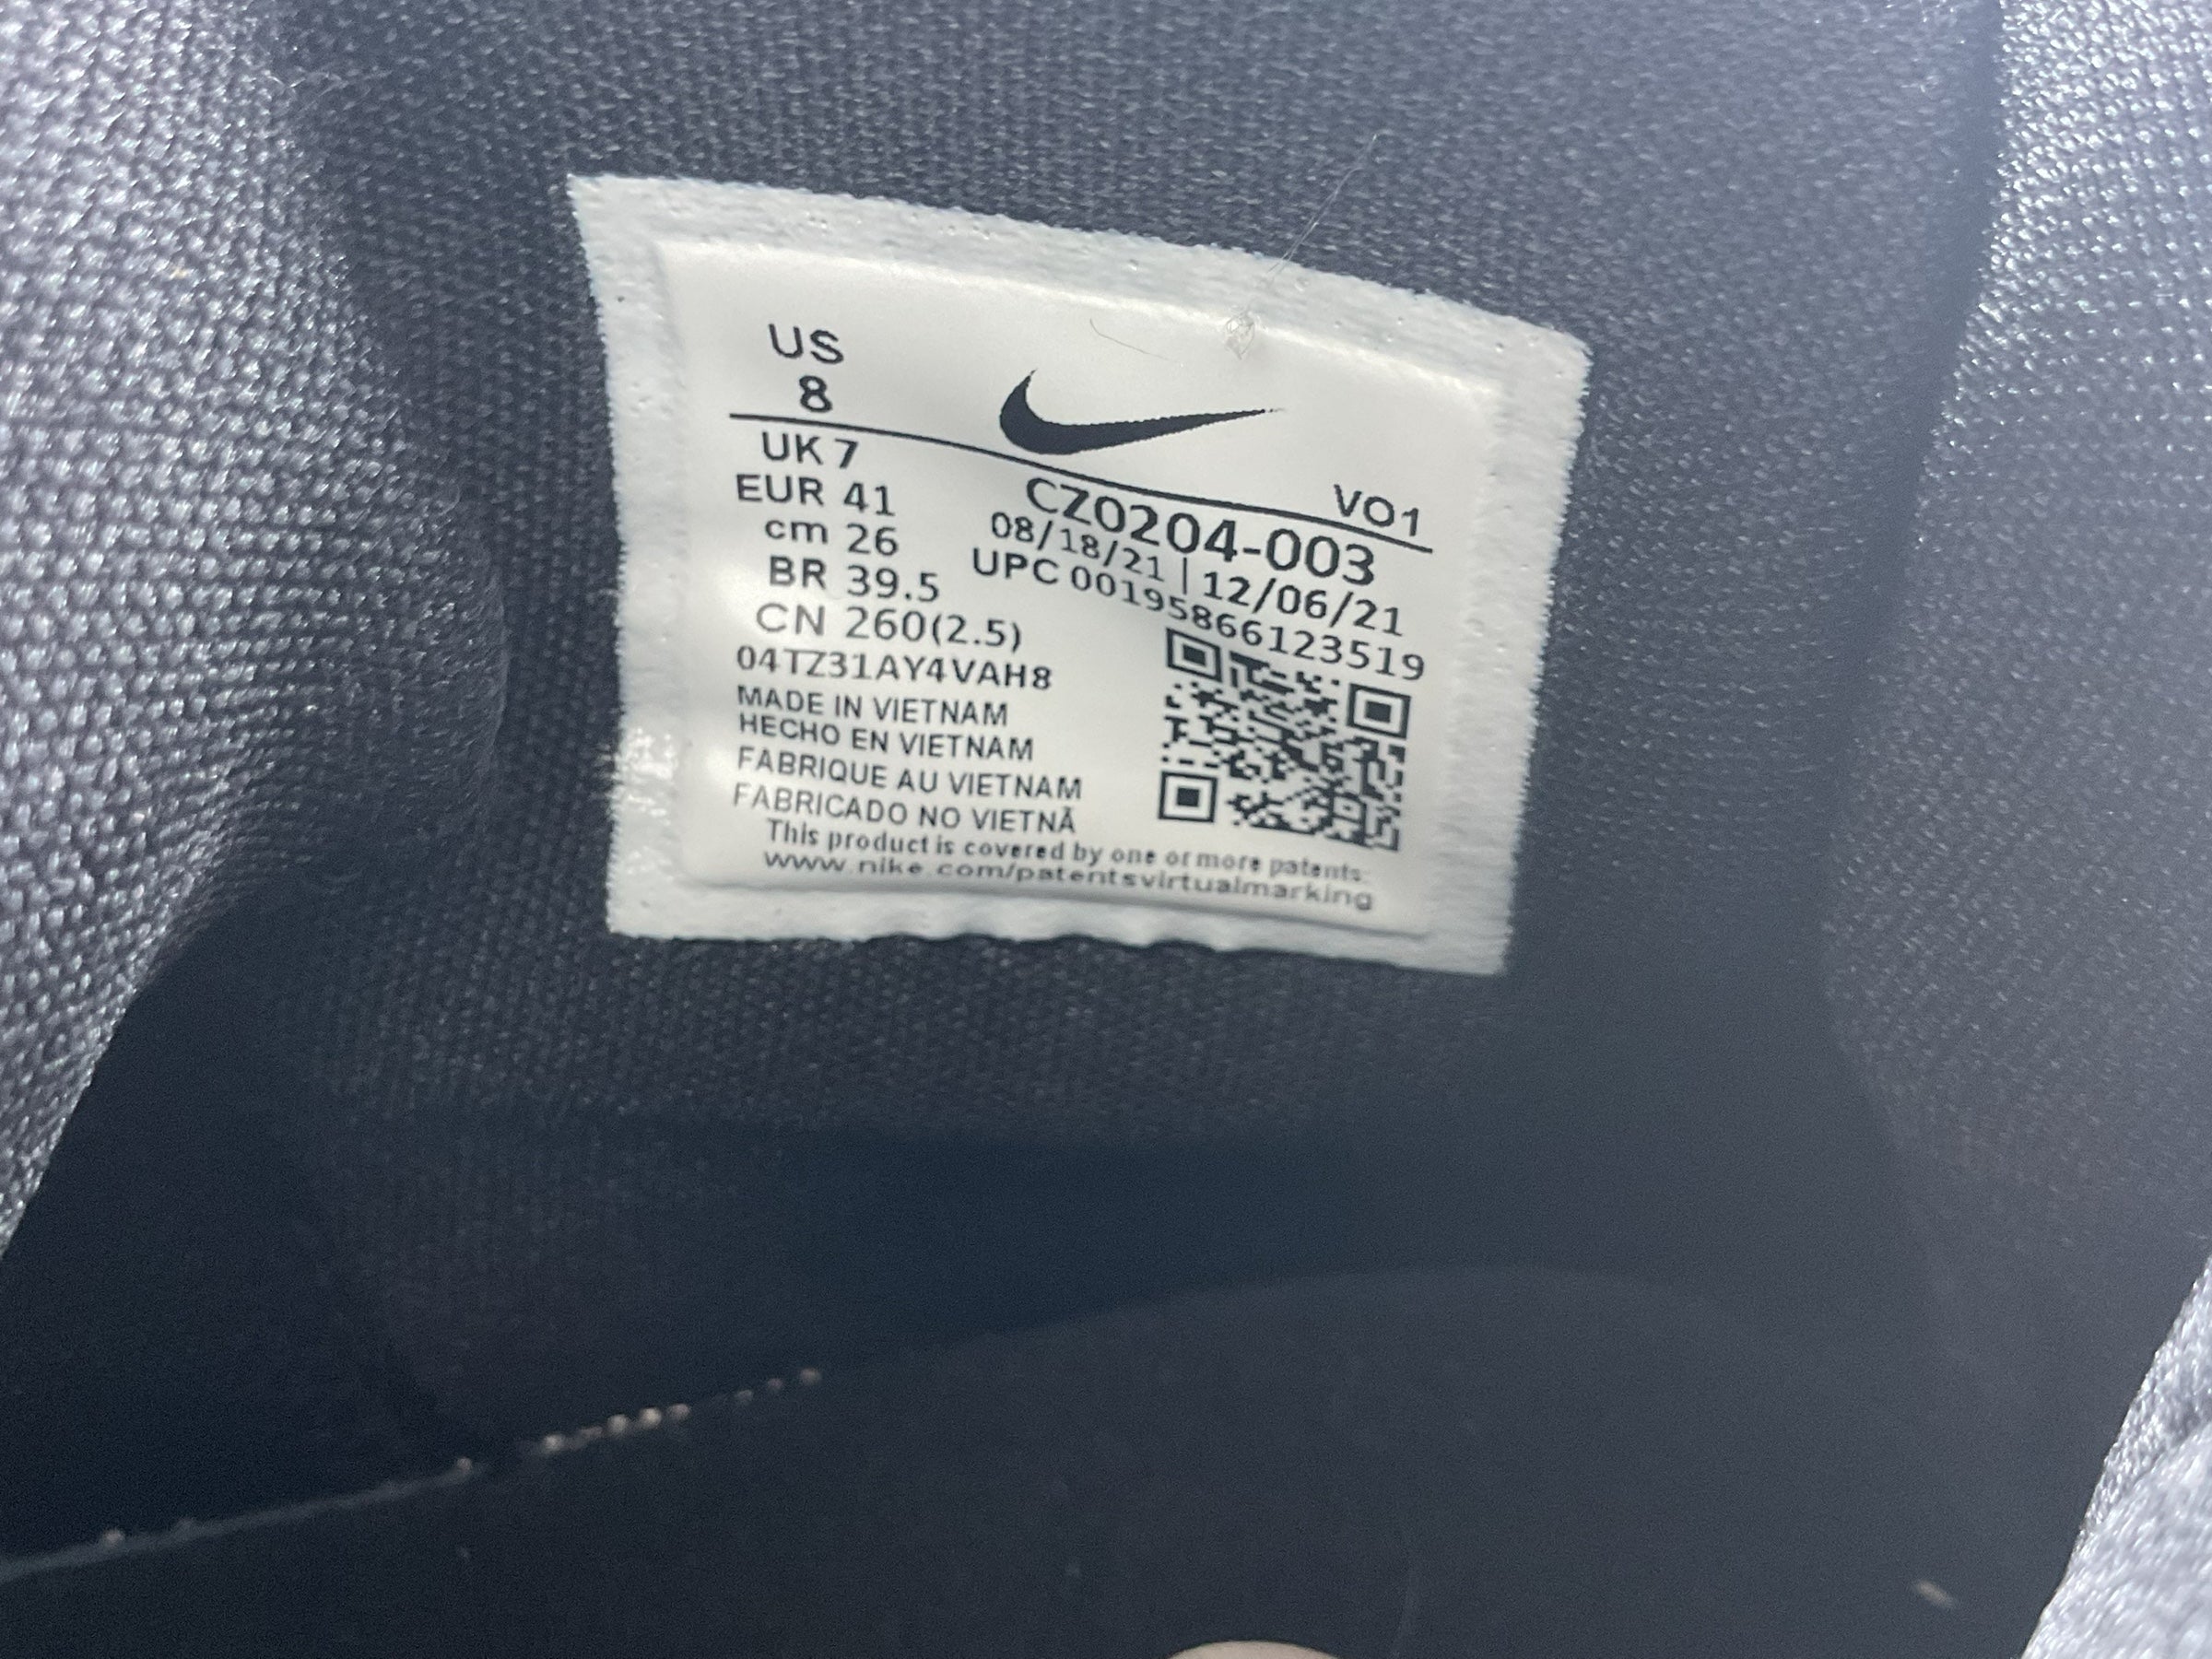 US
8
UK 7
EUR 41
cm 26
BR 39.5
CN 260(2.5)
04TZ31AY4VAH8
VO1
CZ0204-003
08/18/21 | 12/06/21
UPC 00195866123519
MADE IN VIETNAM
HECHO EN VIETNAM
FABRIQUE AU VIETNAM
FABRICADO NO VIETNÃ
This product is covered by one or more patents:
www.nike.com/patentsvirtualmarking